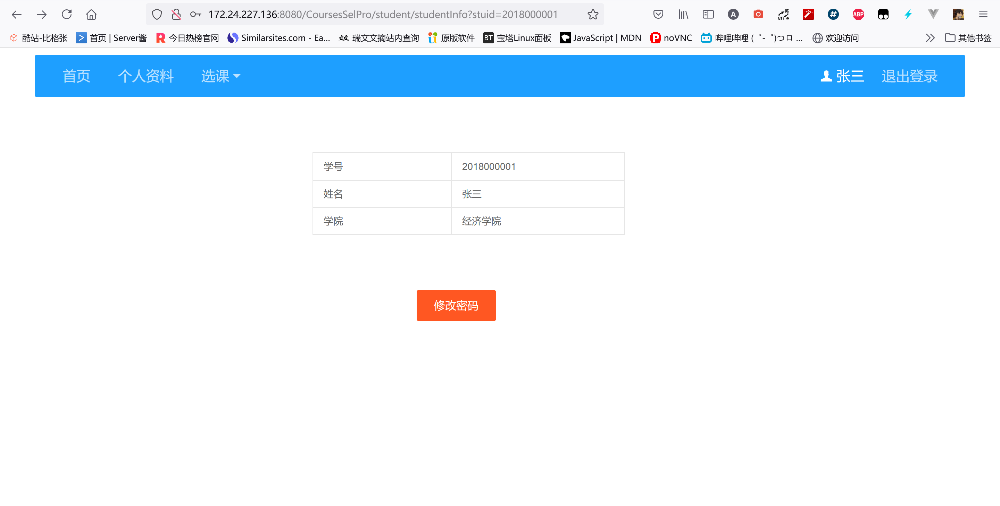 172.24.227.136:8080/CoursesSelPro/student/studentInfo?stuid=2018000001
A 英 en # ABP
酷站-比格张 首页 | Server酱 今日热榜官网 Similarsites.com - Ea... 瑞文文摘站内查询 原版软件 BT 宝塔Linux面板 JavaScript | MDN noVNC 哔哩哔哩 ( ゜- ゜)つロ ... 欢迎访问 其他书签
首页 个人资料 选课 张三 退出登录
学号 2018000001
姓名 张三
学院 经济学院
修改密码